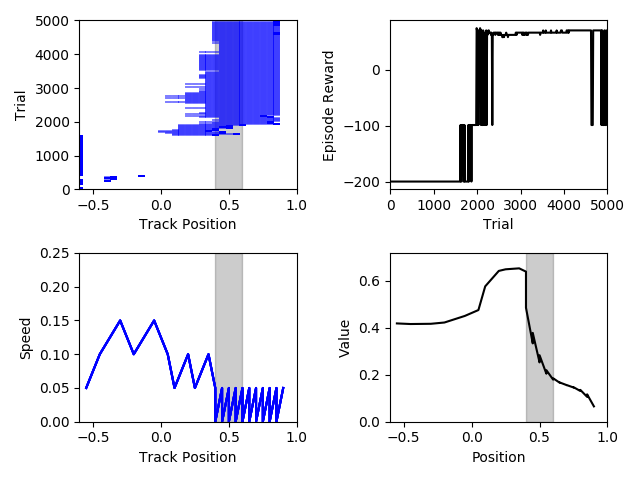 5000
4000
3000
2000
1000
0
Trial
−0.5 0.0 0.5 1.0
Track Position
0
−100
−200
Episode Reward
0 1000 2000 3000 4000 5000
Trial
0.25
0.20
0.15
0.10
0.05
0.00
Speed
−0.5 0.0 0.5 1.0
Track Position
0.6
0.4
0.2
0.0
Value
−0.5 0.0 0.5 1.0
Position